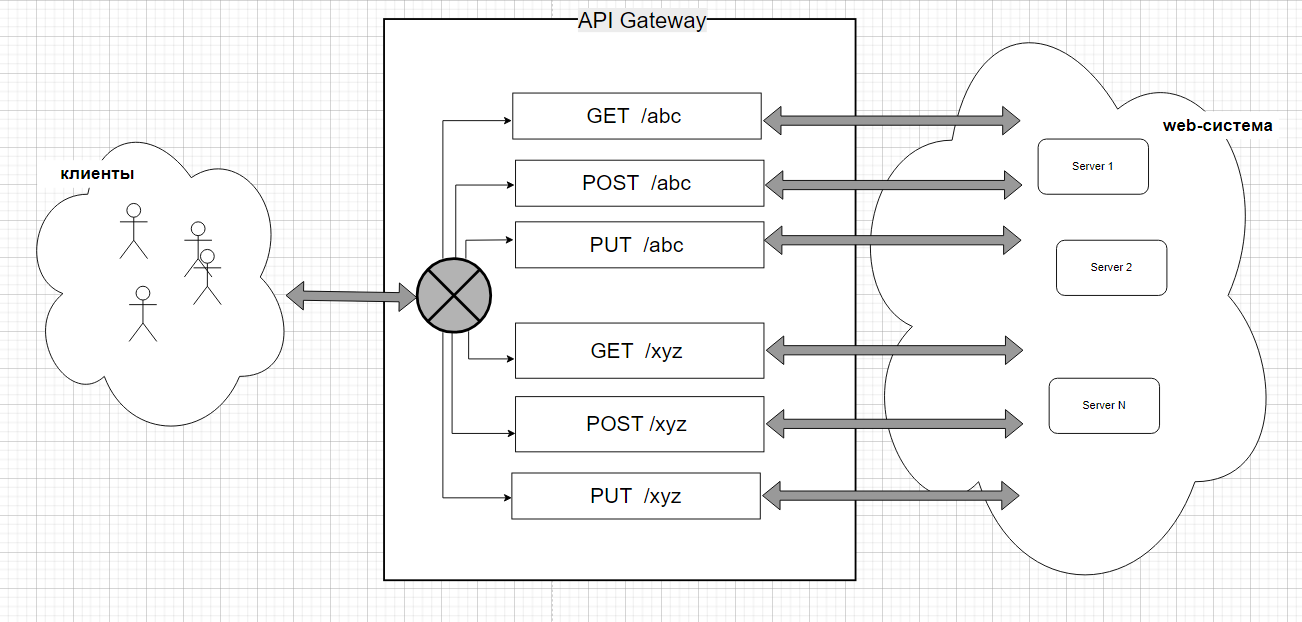 API Gateway
клиенты
GET /abc
POST /abc
PUT /abc
GET /xyz
POST /xyz
PUT /xyz
web-система
Server 1
Server 2
Server N